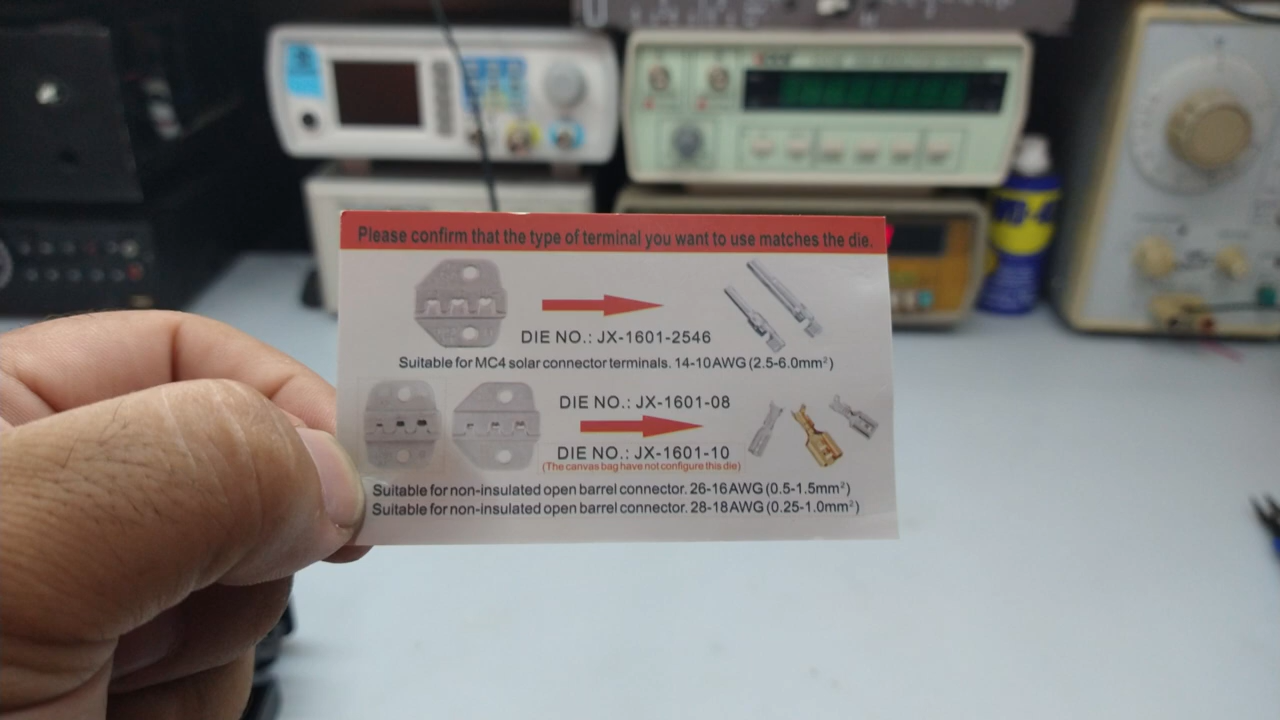 Please confirm that the type of terminal you want to use matches the die.
DIE NO.: JX-1601-2546
Suitable for MC4 solar connector terminals. 14-10AWG (2.5-6.0mm²)
DIE NO.: JX-1601-08
DIE NO.: JX-1601-10
(The canvas bag have not configure this die)
Suitable for non-insulated open barrel connector. 26-16AWG (0.5-1.5mm²)
Suitable for non-insulated open barrel connector. 28-18AWG (0.25-1.0mm²)
WD-40